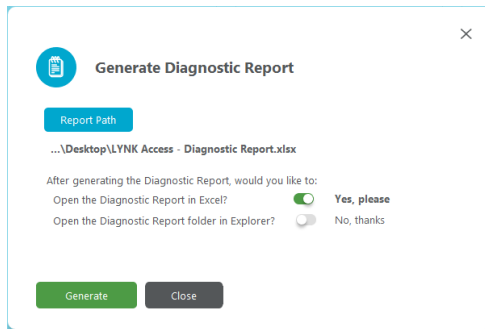 Generate Diagnostic Report
Report Path
...\Desktop\LYNK Access - Diagnostic Report.xlsx
After generating the Diagnostic Report, would you like to:
Open the Diagnostic Report in Excel? Yes, please
Open the Diagnostic Report folder in Explorer? No, thanks
Generate Close